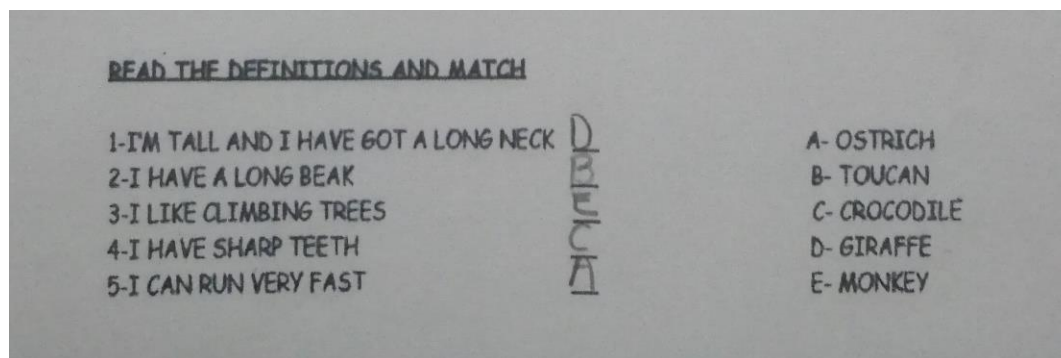 READ THE DEFINITIONS AND MATCH
1-I'M TALL AND I HAVE GOT A LONG NECK D A- OSTRICH
2-I HAVE A LONG BEAK B B- TOUCAN
3-I LIKE CLIMBING TREES E C- CROCODILE
4-I HAVE SHARP TEETH C D- GIRAFFE
5-I CAN RUN VERY FAST A E- MONKEY